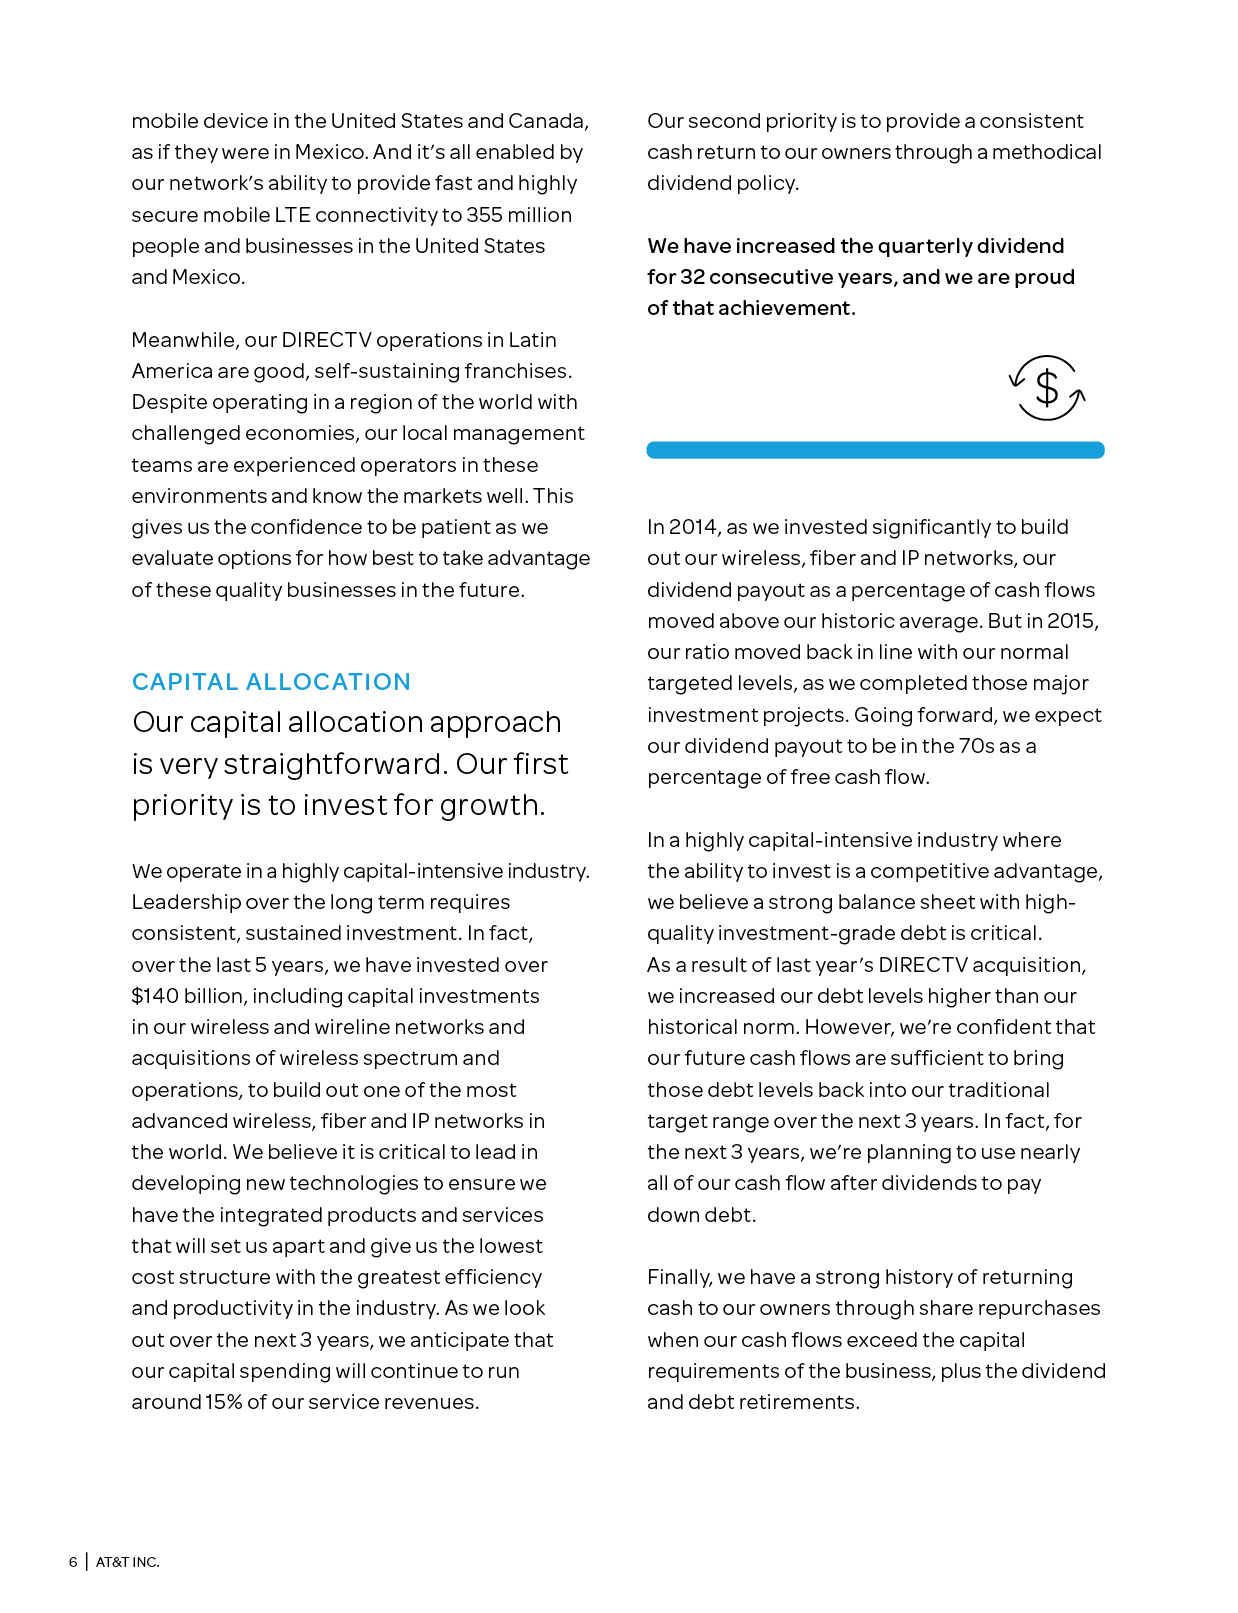 mobile device in the United States and Canada,
as if they were in Mexico. And it’s all enabled by
our network’s ability to provide fast and highly
secure mobile LTE connectivity to 355 million
people and businesses in the United States
and Mexico.
Meanwhile, our DIRECTV operations in Latin
America are good, self-sustaining franchises.
Despite operating in a region of the world with
challenged economies, our local management
teams are experienced operators in these
environments and know the markets well. This
gives us the confidence to be patient as we
evaluate options for how best to take advantage
of these quality businesses in the future.
CAPITAL ALLOCATION
Our capital allocation approach
is very straightforward. Our first
priority is to invest for growth.
We operate in a highly capital-intensive industry.
Leadership over the long term requires
consistent, sustained investment. In fact,
over the last 5 years, we have invested over
$140 billion, including capital investments
in our wireless and wireline networks and
acquisitions of wireless spectrum and
operations, to build out one of the most
advanced wireless, fiber and IP networks in
the world. We believe it is critical to lead in
developing new technologies to ensure we
have the integrated products and services
that will set us apart and give us the lowest
cost structure with the greatest efficiency
and productivity in the industry. As we look
out over the next 3 years, we anticipate that
our capital spending will continue to run
around 15% of our service revenues.
Our second priority is to provide a consistent
cash return to our owners through a methodical
dividend policy.
We have increased the quarterly dividend
for 32 consecutive years, and we are proud
of that achievement.
$
In 2014, as we invested significantly to build
out our wireless, fiber and IP networks, our
dividend payout as a percentage of cash flows
moved above our historic average. But in 2015,
our ratio moved back in line with our normal
targeted levels, as we completed those major
investment projects. Going forward, we expect
our dividend payout to be in the 70s as a
percentage of free cash flow.
In a highly capital-intensive industry where
the ability to invest is a competitive advantage,
we believe a strong balance sheet with high-
quality investment-grade debt is critical.
As a result of last year’s DIRECTV acquisition,
we increased our debt levels higher than our
historical norm. However, we’re confident that
our future cash flows are sufficient to bring
those debt levels back into our traditional
target range over the next 3 years. In fact, for
the next 3 years, we’re planning to use nearly
all of our cash flow after dividends to pay
down debt.
Finally, we have a strong history of returning
cash to our owners through share repurchases
when our cash flows exceed the capital
requirements of the business, plus the dividend
and debt retirements.
6 | AT&T INC.